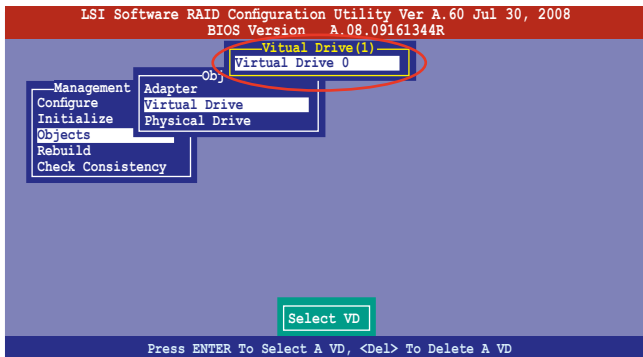 LSI Software RAID Configuration Utility Ver A.60 Jul 30, 2008
BIOS Version A.08.09161344R
Vitual Drive(1)
Virtual Drive 0
Obj
Adapter
Virtual Drive
Physical Drive
Management
Configure
Initialize
Objects
Rebuild
Check Consistency
Select VD
Press ENTER To Select A VD, <Del> To Delete A VD